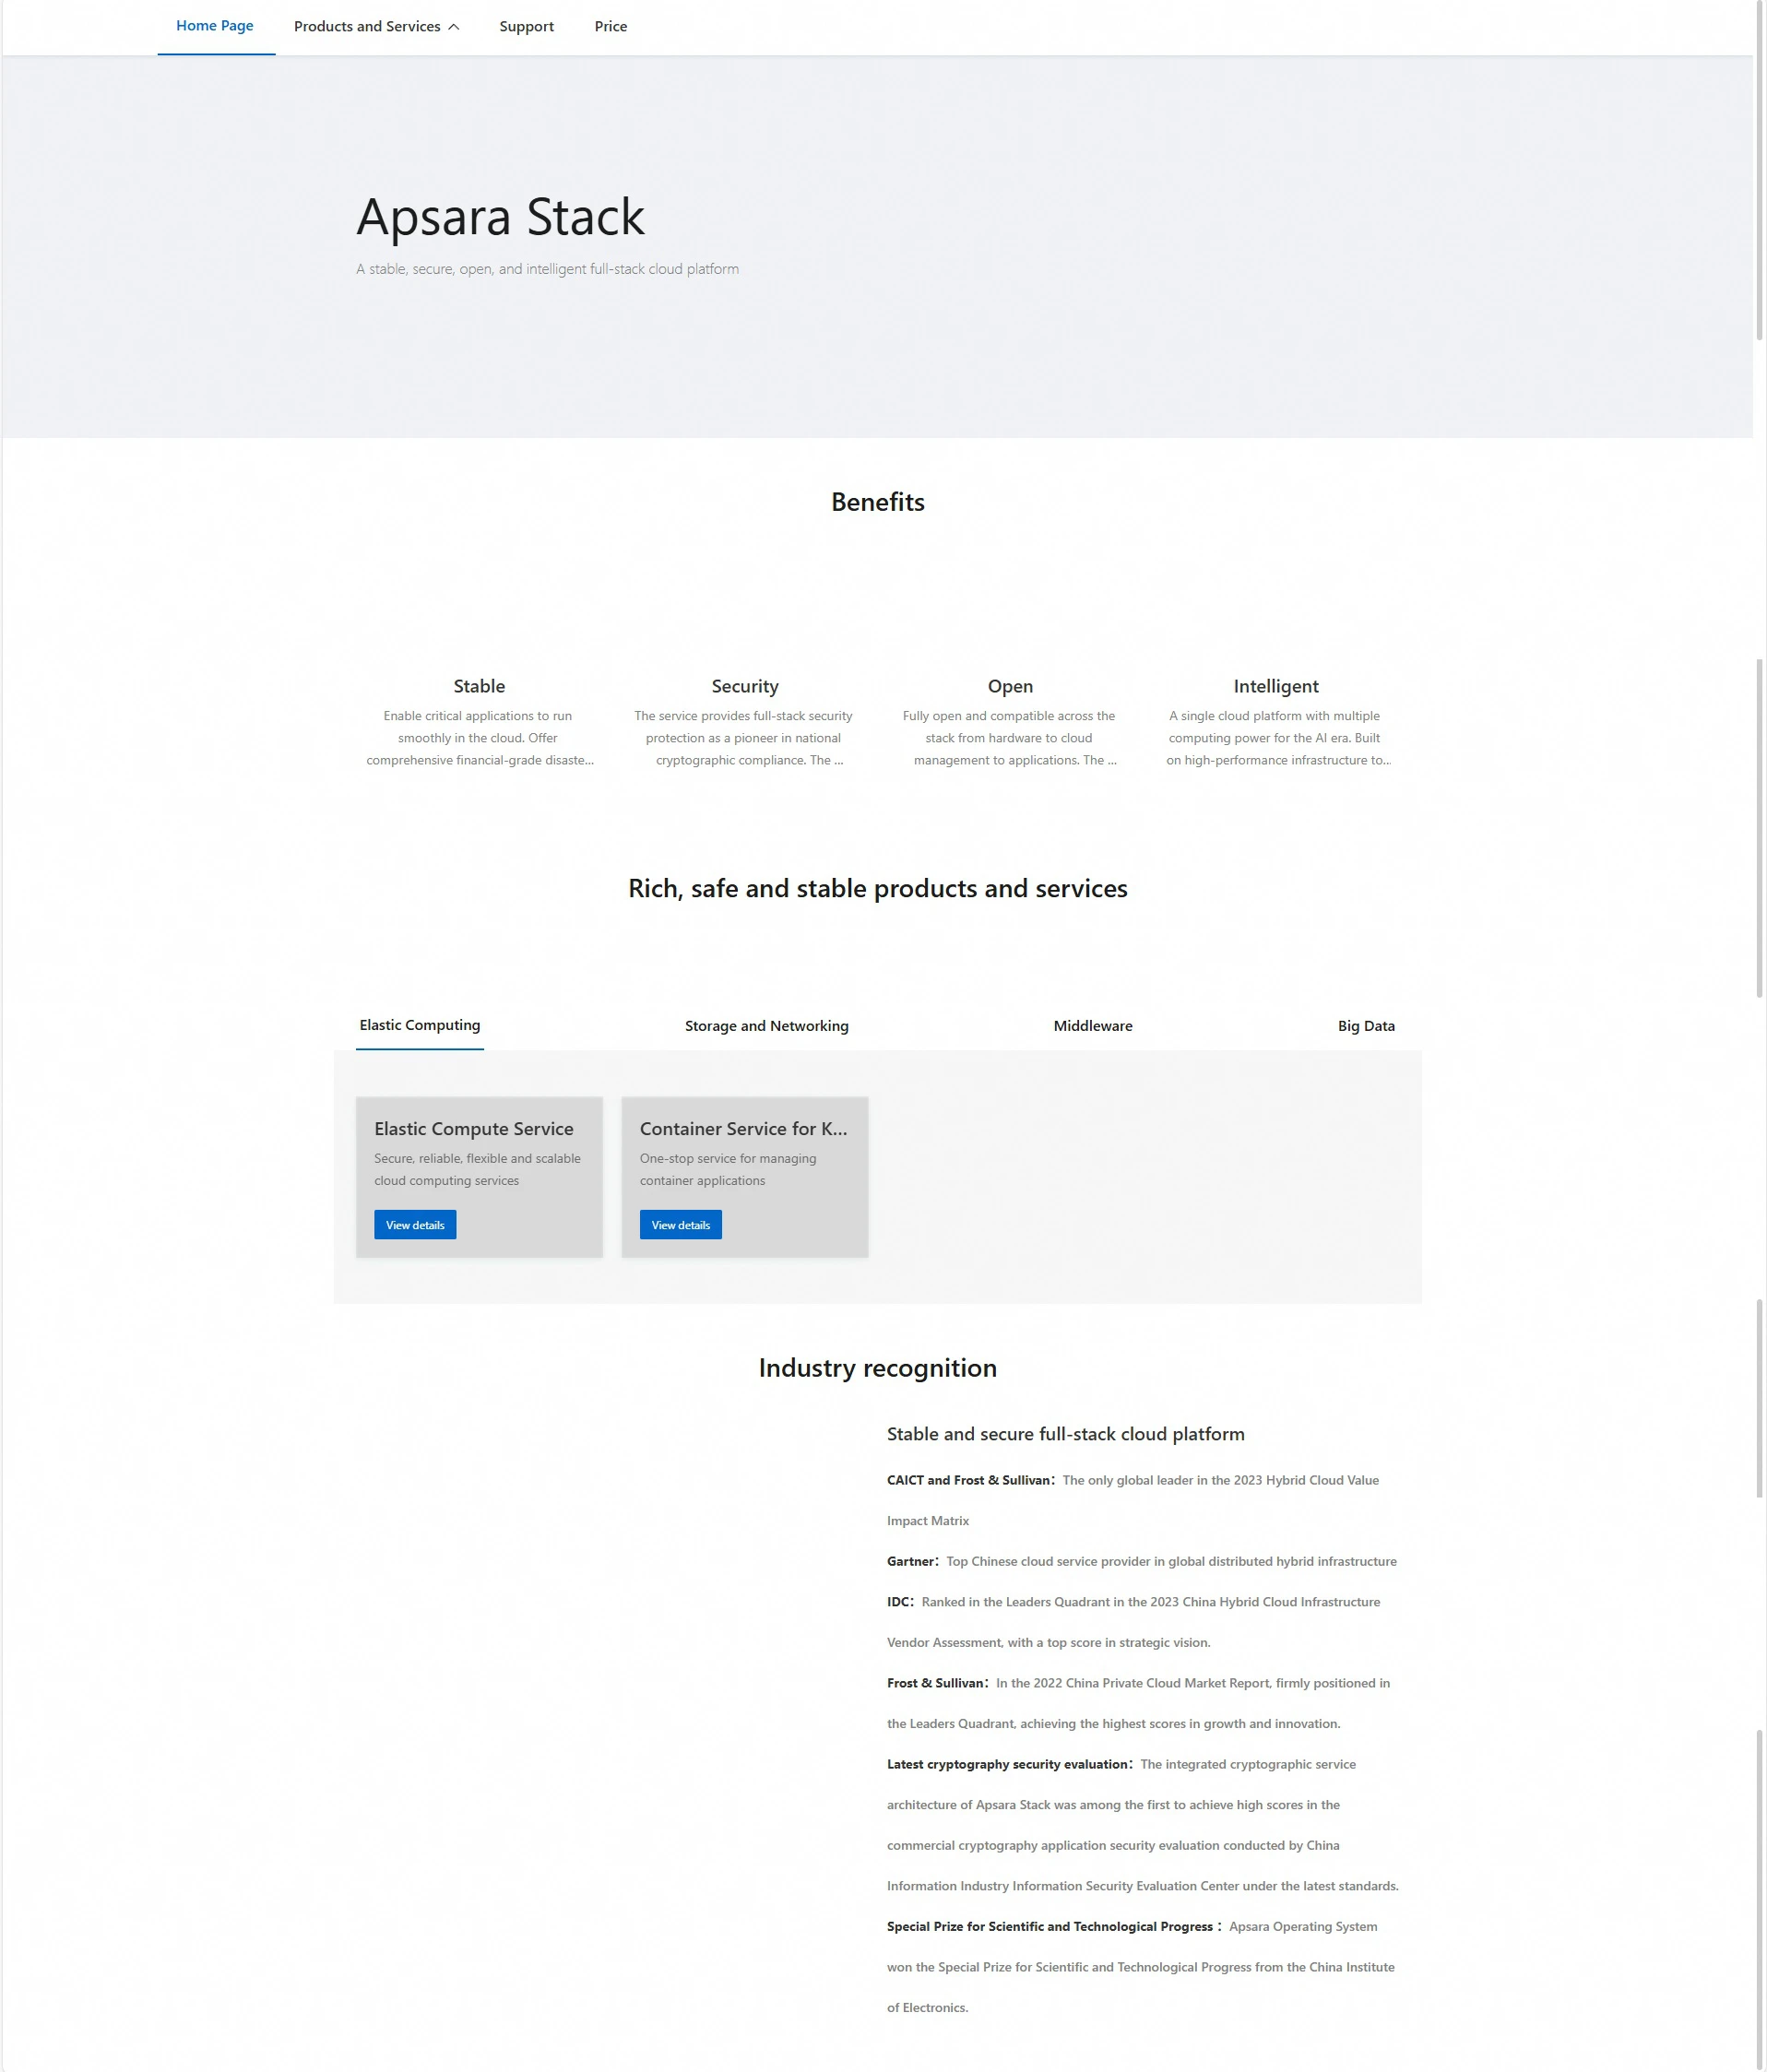 Home Page
Products and Services
Support
Price
Apsara Stack
A stable, secure, open, and intelligent full-stack cloud platform
Benefits
Stable
Enable critical applications to run
smoothly in the cloud. Offer
comprehensive financial-grade disaste...
Security
The service provides full-stack security
protection as a pioneer in national
cryptographic compliance. The ...
Open
Fully open and compatible across the
stack from hardware to cloud
management to applications. The ...
Intelligent
A single cloud platform with multiple
computing power for the AI era. Built
on high-performance infrastructure to...
Rich, safe and stable products and services
Elastic Computing
Storage and Networking
Middleware
Big Data
Elastic Compute Service
Secure, reliable, flexible and scalable
cloud computing services
View details
Container Service for K...
One-stop service for managing
container applications
View details
Industry recognition
Stable and secure full-stack cloud platform
CAICT and Frost & Sullivan：The only global leader in the 2023 Hybrid Cloud Value
Impact Matrix
Gartner：Top Chinese cloud service provider in global distributed hybrid infrastructure
IDC：Ranked in the Leaders Quadrant in the 2023 China Hybrid Cloud Infrastructure
Vendor Assessment, with a top score in strategic vision.
Frost & Sullivan：In the 2022 China Private Cloud Market Report, firmly positioned in
the Leaders Quadrant, achieving the highest scores in growth and innovation.
Latest cryptography security evaluation：The integrated cryptographic service
architecture of Apsara Stack was among the first to achieve high scores in the
commercial cryptography application security evaluation conducted by China
Information Industry Information Security Evaluation Center under the latest standards.
Special Prize for Scientific and Technological Progress：Apsara Operating System
won the Special Prize for Scientific and Technological Progress from the China Institute
of Electronics.